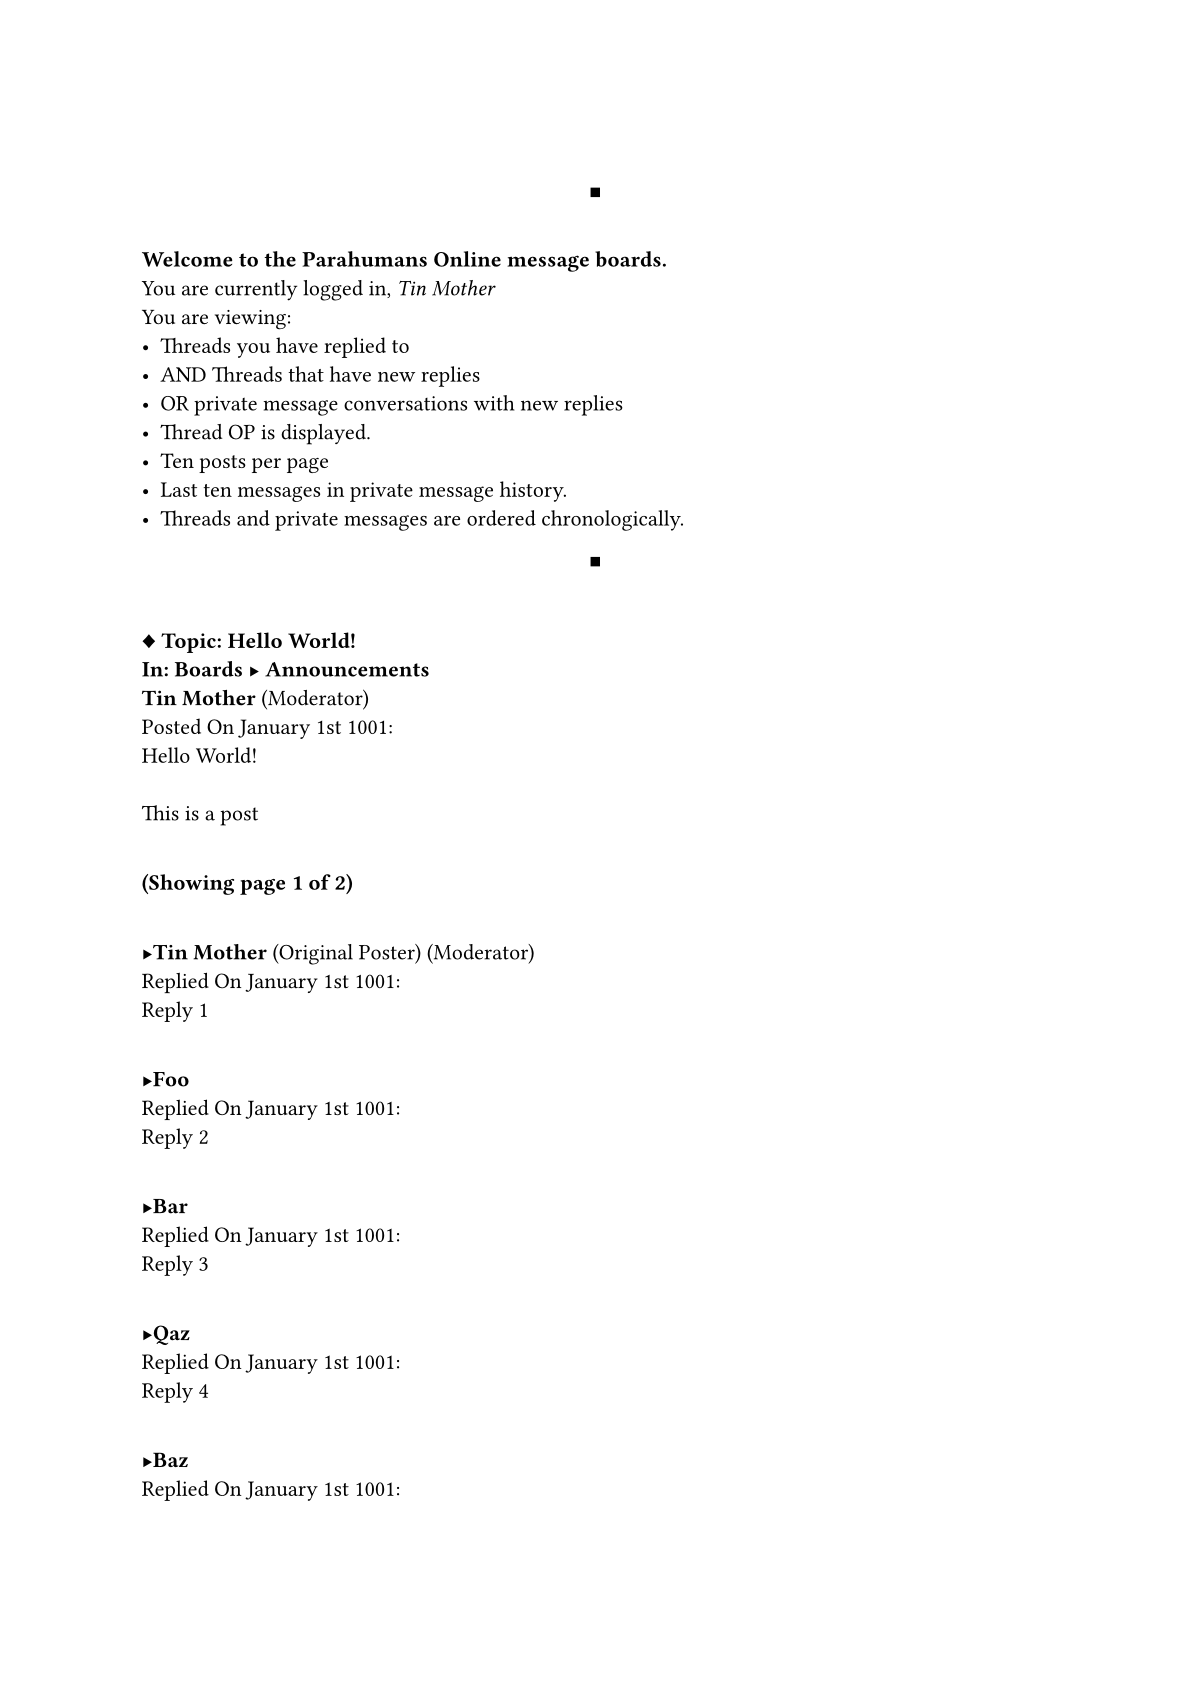 ■
Welcome to the Parahumans Online message boards.
You are currently logged in, Tin Mother
You are viewing:
• Threads you have replied to
• AND Threads that have new replies
• OR private message conversations with new replies
• Thread OP is displayed.
• Ten posts per page
• Last ten messages in private message history.
• Threads and private messages are ordered chronologically.
■
◆ Topic: Hello World!
In: Boards ▸ Announcements
Tin Mother (Moderator)
Posted On January 1st 1001:
Hello World!
This is a post
(Showing page 1 of 2)
▸Tin Mother (Original Poster) (Moderator)
Replied On January 1st 1001:
Reply 1
▸Foo
Replied On January 1st 1001:
Reply 2
▸Bar
Replied On January 1st 1001:
Reply 3
▸Qaz
Replied On January 1st 1001:
Reply 4
▸Baz
Replied On January 1st 1001: